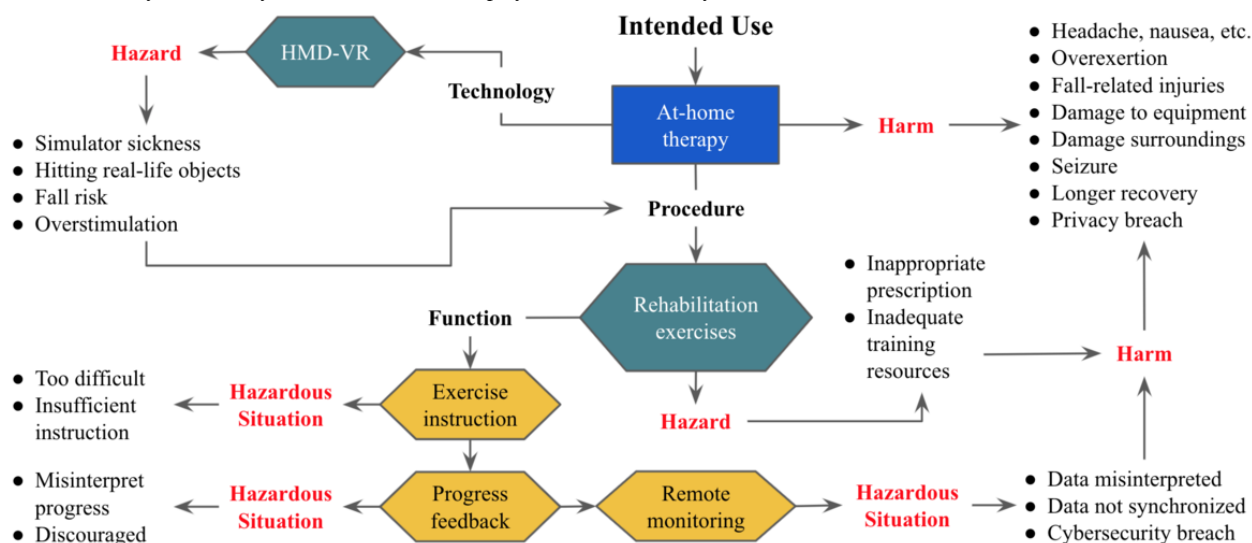 Intended Use
Hazard
HMD-VR
Technology
At-home
therapy
Harm
● Headache, nausea, etc.
● Overexertion
● Fall-related injuries
● Damage to equipment
● Damage surroundings
● Seizure
● Longer recovery
● Privacy breach
● Simulator sickness
● Hitting real-life objects
● Fall risk
● Overstimulation
Procedure
Rehabilitation
exercises
● Inappropriate
prescription
● Inadequate
training
resources
Harm
Hazard
Function
Exercise
instruction
Hazardous
Situation
● Too difficult
● Insufficient
instruction
Progress
feedback
Hazardous
Situation
● Misinterpret
progress
● Discouraged
Remote
monitoring
Hazardous
Situation
● Data misinterpreted
● Data not synchronized
● Cybersecurity breach